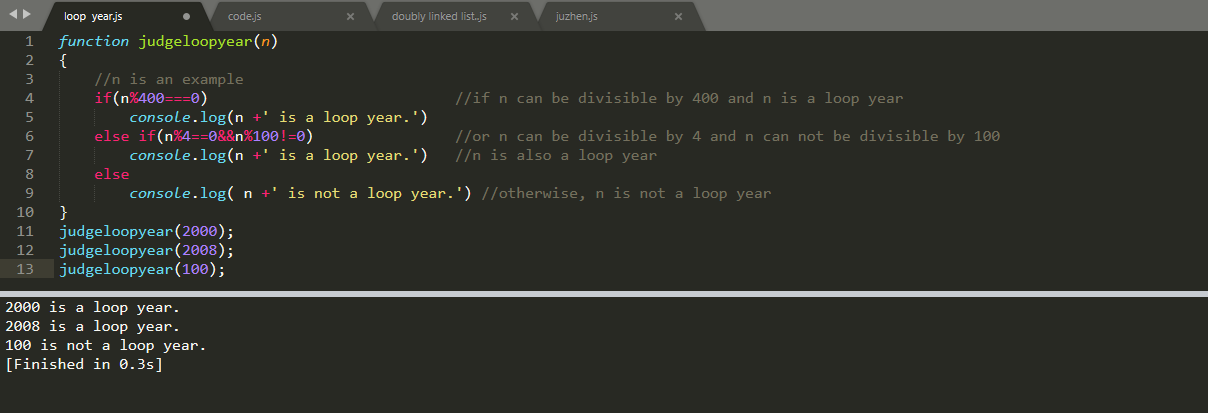 loop year.js code.js doubly linked list..js juzhen.js
1 function judgeloopyear(n)
2 {
3 //n is an example
4 if(n%400===0) //if n can be divisible by 400 and n is a loop year
5 console.log(n +' is a loop year.')
6 else if(n%4==0&&n%100!=0) //or n can be divisible by 4 and n can not be divisible by 100
7 console.log(n +' is a loop year.') //n is also a loop year
8 else
9 console.log( n +' is not a loop year.') //otherwise, n is not a loop year
10 }
11 judgeloopyear(2000);
12 judgeloopyear(2008);
13 judgeloopyear(100);
2000 is a loop year.
2008 is a loop year.
100 is not a loop year.
[Finished in 0.3s]